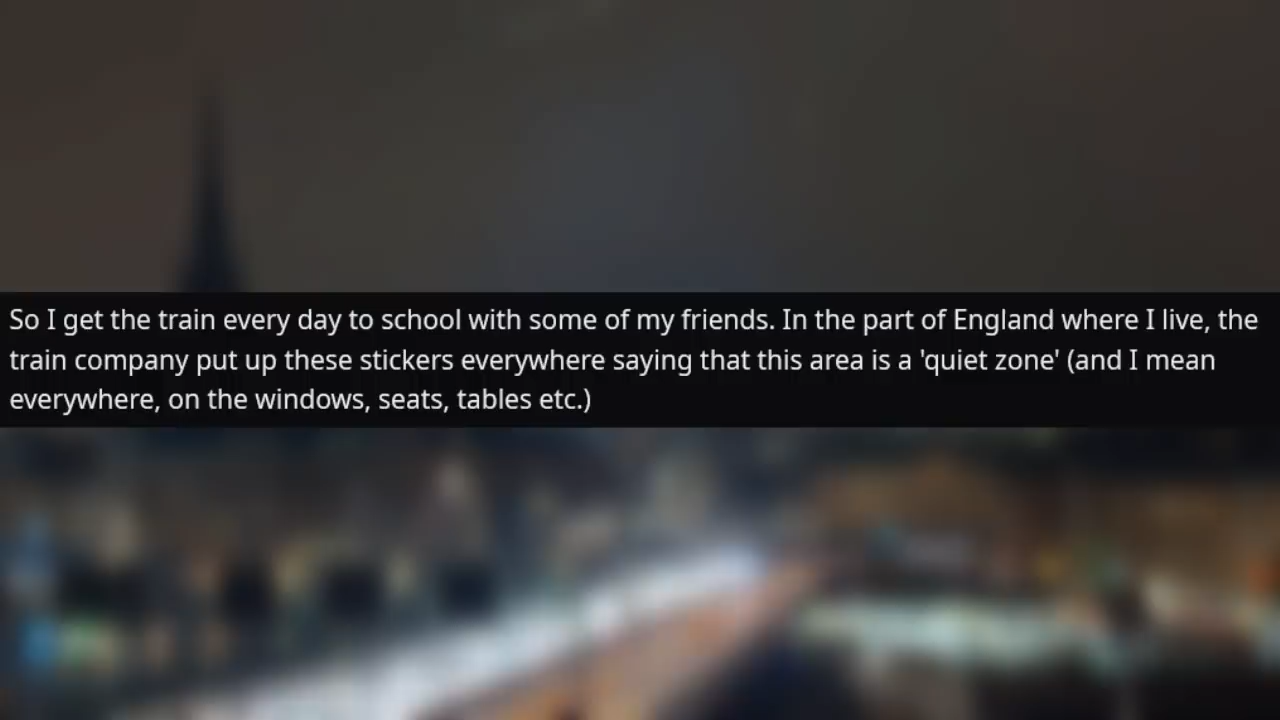 So I get the train every day to school with some of my friends. In the part of England where I live, the
train company put up these stickers everywhere saying that this area is a 'quiet zone' (and I mean
everywhere, on the windows, seats, tables etc.)